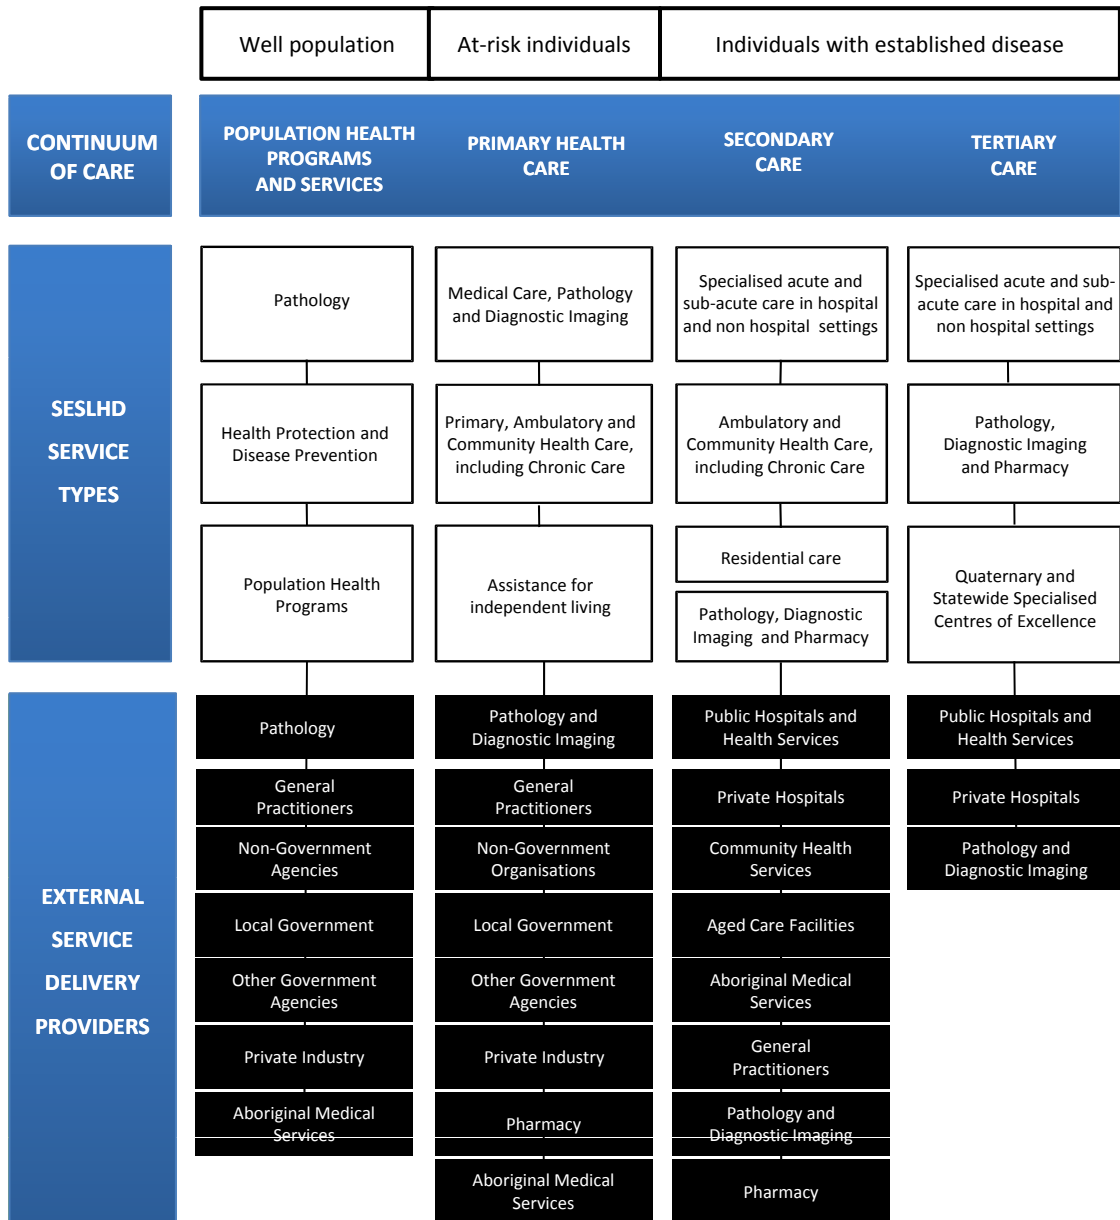 Well population
At-risk individuals
Individuals with established disease
CONTINUUM
OF CARE
POPULATION HEALTH
PROGRAMS
AND SERVICES
PRIMARY HEALTH
CARE
SECONDARY
CARE
TERTIARY
CARE
SESLHD
SERVICE
TYPES
Pathology
Health Protection and
Disease Prevention
Population Health
Programs
Medical Care, Pathology
and Diagnostic Imaging
Primary, Ambulatory and
Community Health Care,
including Chronic Care
Assistance for
independent living
Specialised acute and
sub-acute care in hospital
and non hospital settings
Ambulatory and
Community Health Care,
including Chronic Care
Residential care
Pathology, Diagnostic
Imaging and Pharmacy
Specialised acute and sub-
acute care in hospital and
non hospital settings
Pathology,
Diagnostic Imaging
and Pharmacy
Quaternary and
Statewide Specialised
Centres of Excellence
EXTERNAL
SERVICE
DELIVERY
PROVIDERS
Pathology
General
Practitioners
Non-Government
Agencies
Local Government
Other Government
Agencies
Private Industry
Aboriginal Medical
Services
Pathology and
Diagnostic Imaging
General
Practitioners
Non-Government
Organisations
Local Government
Other Government
Agencies
Private Industry
Pharmacy
Aboriginal Medical
Services
Public Hospitals and
Health Services
Private Hospitals
Community Health
Services
Aged Care Facilities
Aboriginal Medical
Services
General
Practitioners
Pathology and
Diagnostic Imaging
Pharmacy
Public Hospitals and
Health Services
Private Hospitals
Pathology and
Diagnostic Imaging